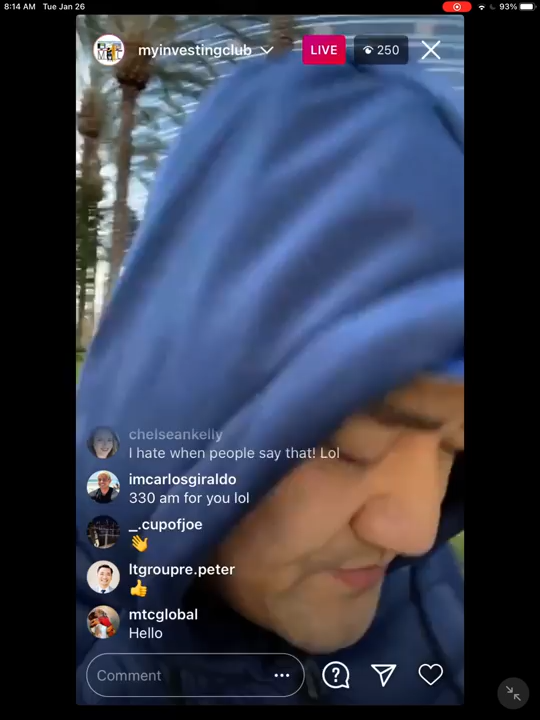 8:14 AM Tue Jan 26
93%
myinvestingclub
LIVE
250
chelseankelly
I hate when people say that! Lol
imcarlosgiraldo
330 am for you lol
_.cupofjoe
👋
ltgroupre.peter
👍
mtcglobal
Hello
Comment